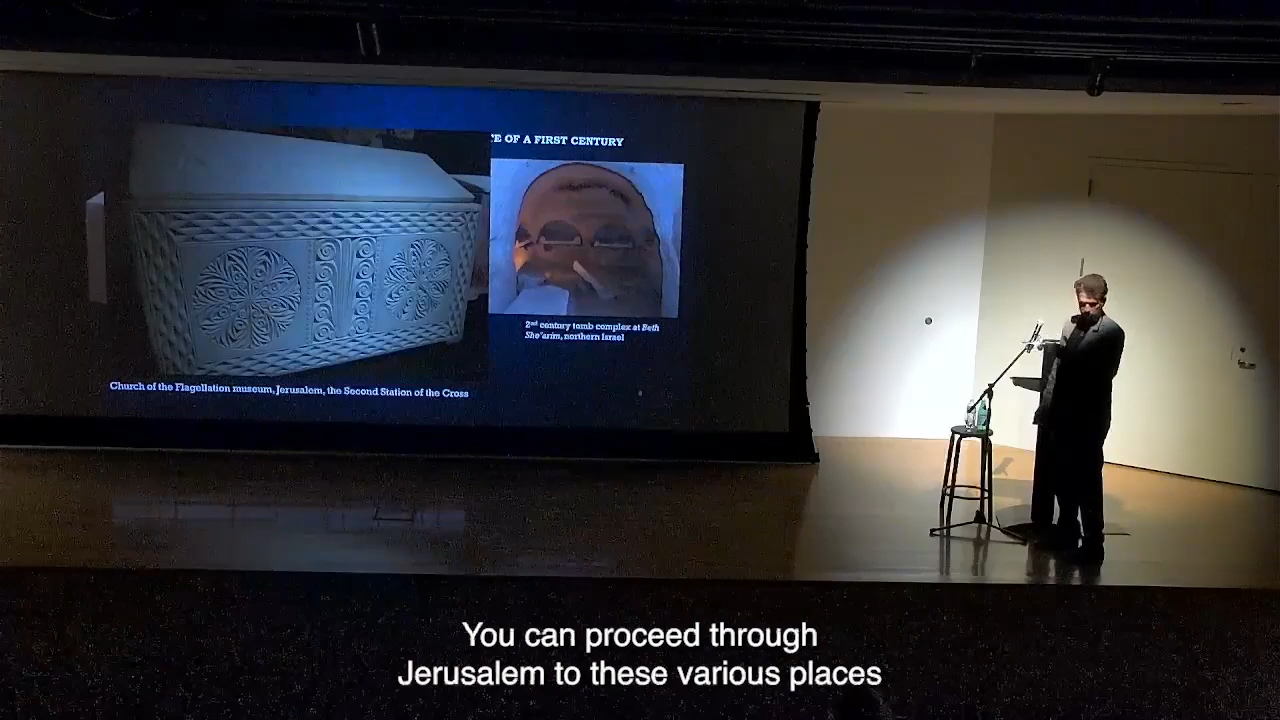 OF A FIRST CENTURY
2nd century tomb complex at Beth
She'arim, northern Israel
Church of the Flagellation museum, Jerusalem, the Second Station of the Cross
You can proceed through
Jerusalem to these various places